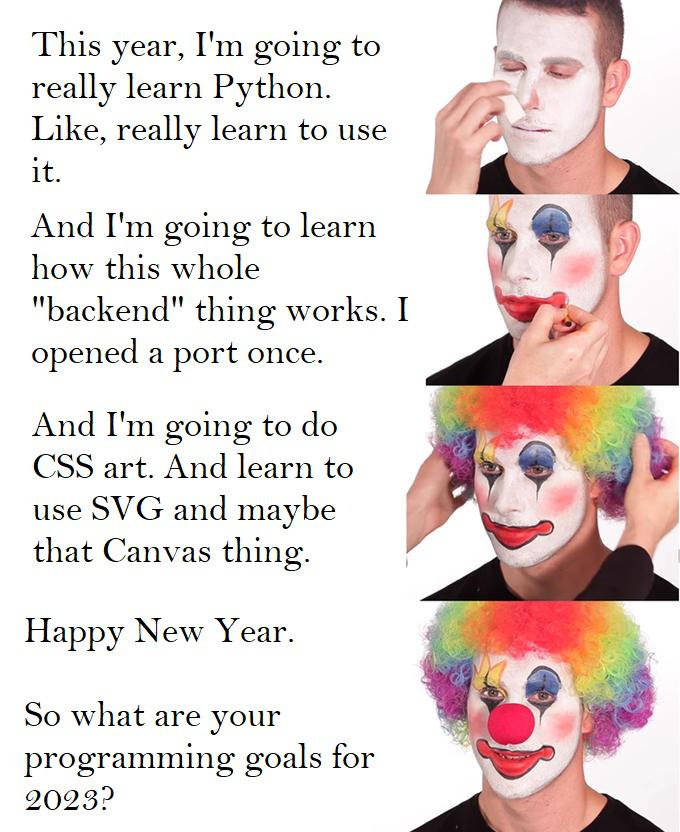 This year, I'm going to
really learn Python.
Like, really learn to use
it.
And I'm going to learn
how this whole
"backend" thing works. I
opened a port once.
And I'm going to do
CSS art. And learn to
use SVG and maybe
that Canvas thing.
Happy New Year.
So what are your
programming goals for
2023?